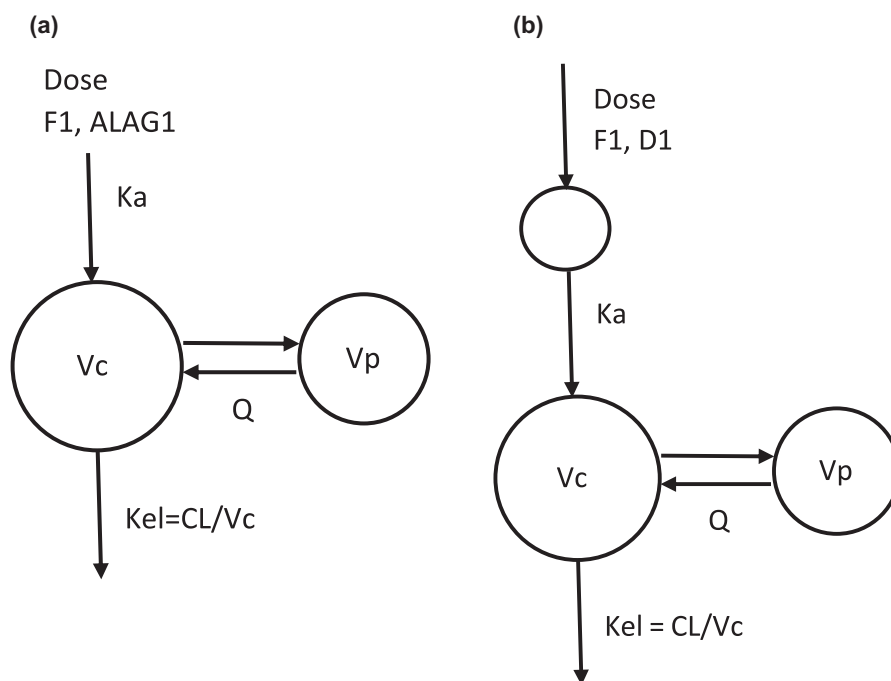 (a)
Dose
F1, ALAG1
Ka
Vc
Vp
Q
Kel=CL/Vc
(b)
Dose
F1, D1
Ka
Vc
Vp
Q
Kel = CL/Vc